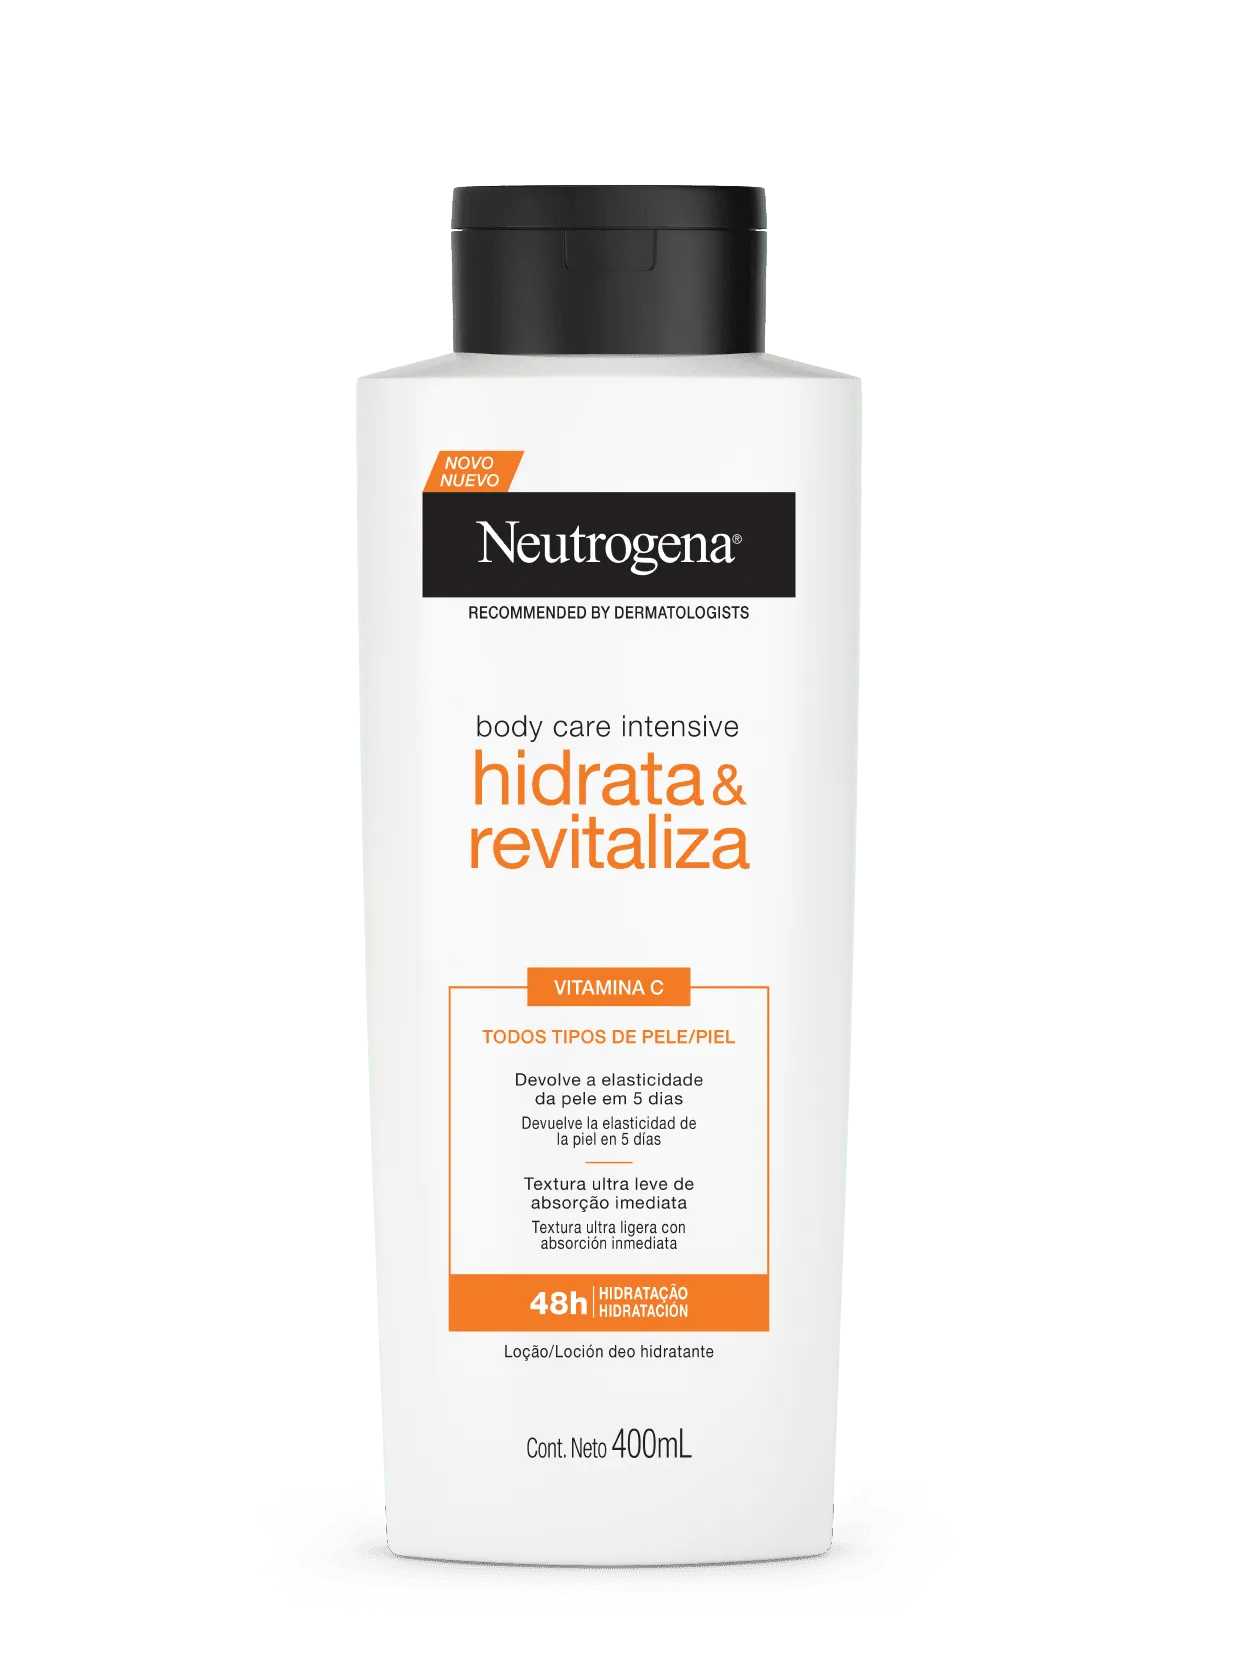 NOVO
NUEVO
Neutrogena®
RECOMMENDED BY DERMATOLOGISTS
body care intensive
hidrata &
revitaliza
VITAMINA C
TODOS TIPOS DE PELE/PIEL
Devolve a elasticidade
da pele em 5 dias
Devuelve la elasticidad de
la piel en 5 días
Textura ultra leve de
absorção imediata
Textura ultra ligera con
absorción inmediata
48h HIDRATAÇÃO
HIDRATACIÓN
Loção/Loción deo hidratante
Cont. Neto 400mL